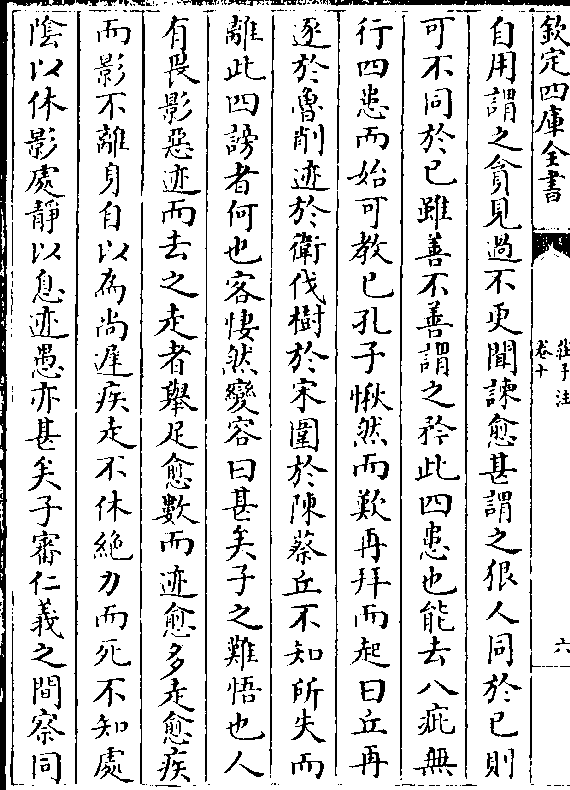 欽定四庫全書
莊子注
卷十
六
自用謂之貪見過不更聞諫愈甚謂之狠人同於已則
可不同於已雖善不善謂之矜此四患也能去八疵無
行四患而始可教已孔子愀然而歎再拜而起曰丘再
逐於魯削迹於衛伐樹於宋圍於陳蔡丘不知所失而
離此四謗者何也客悽然變容曰甚矣子之難悟也人
有畏影惡迹而去之走者舉足愈數而迹愈多走愈疾
而影不離身自以為尚遲疾走不休絶力而死不知處
隂以休影處靜以息迹愚亦甚矣子審仁義之間察同